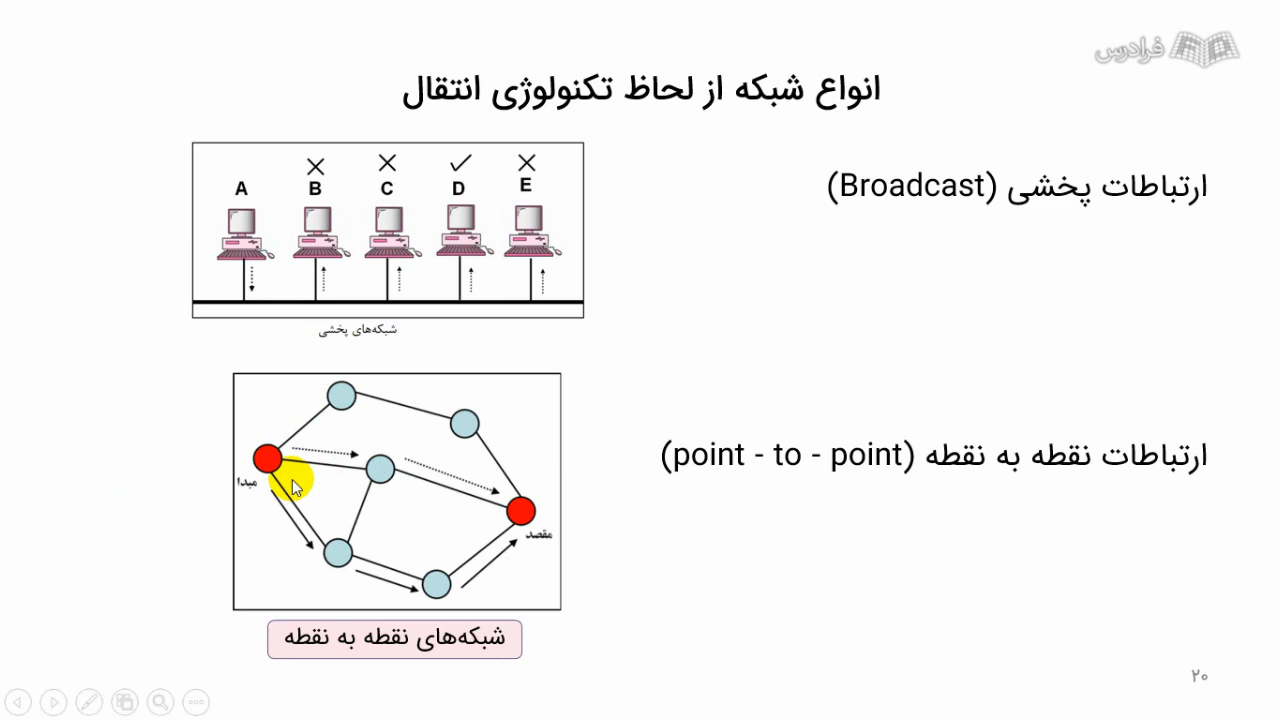 فرادرس
انواع شبکه از لحاظ تکنولوژی انتقال
ارتباطات پخشی (Broadcast)
A B C D E
شبکه‌های پخشی
ارتباطات نقطه به نقطه (point - to - point)
مبدا
مقصد
شبکه‌های نقطه به نقطه
۲۰